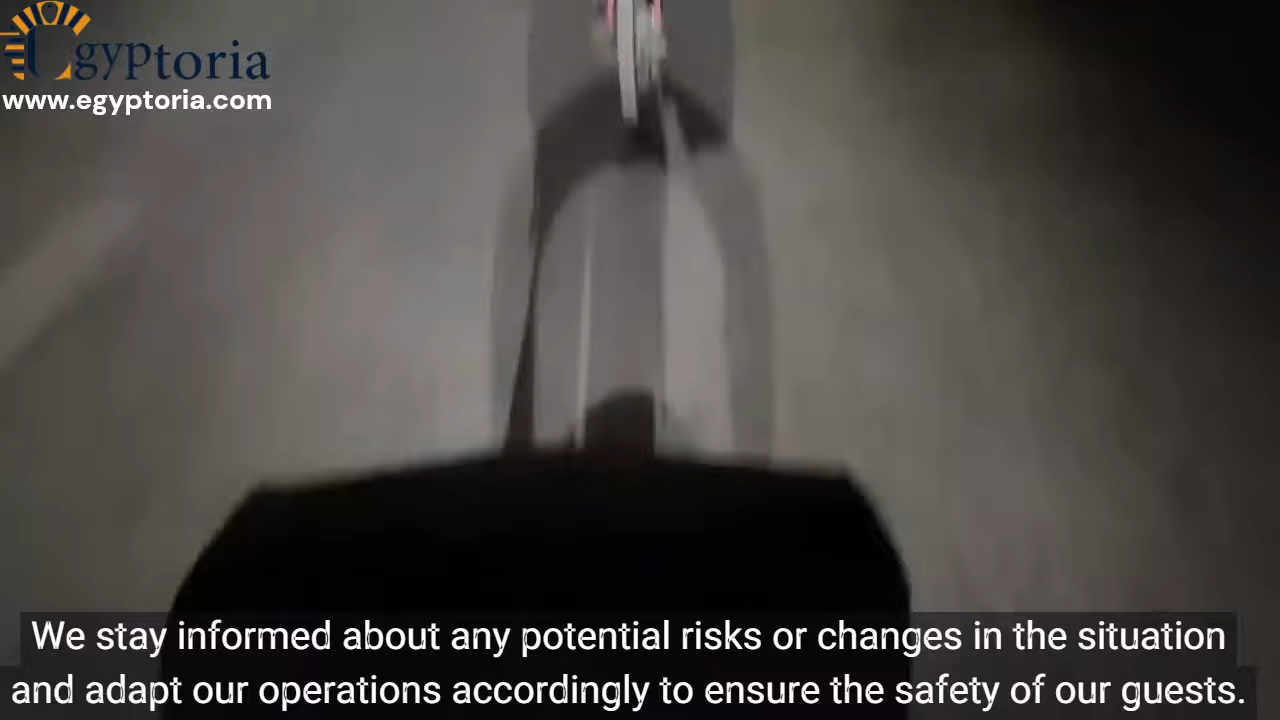 Egyptoria
www.egyptoria.com
We stay informed about any potential risks or changes in the situation
and adapt our operations accordingly to ensure the safety of our guests.